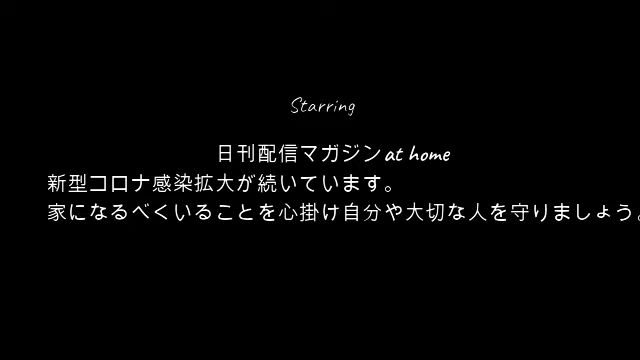 Starring
日刊配信マガジンat home
新型コロナ感染拡大が続いています。
家になるべくいることを心掛け自分や大切な人を守りましょう。